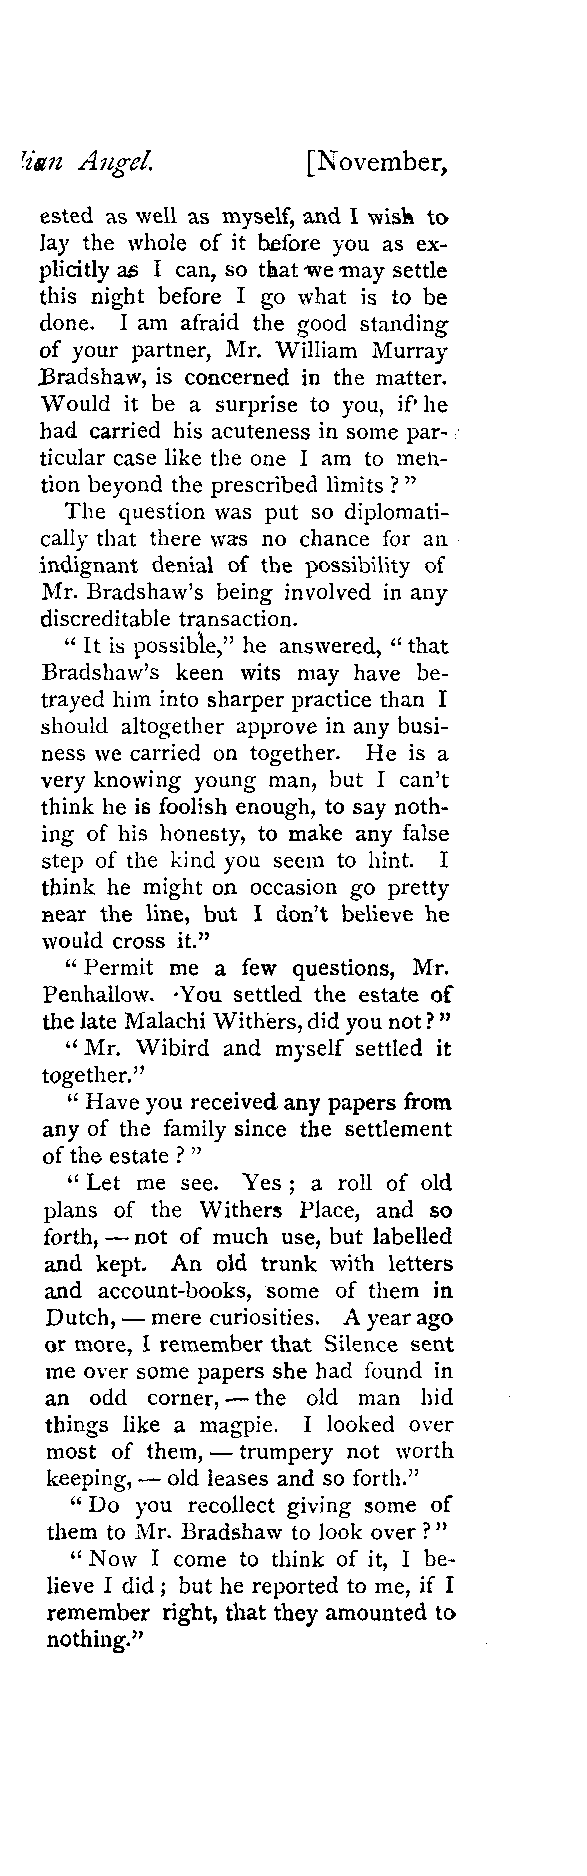 ian Angel. [November,
ested as well as myself, and I wish to
lay the whole of it before you as ex-
plicitly as I can, so that we may settle
this night before I go what is to be
done. I am afraid the good standing
of your partner, Mr. William Murray
Bradshaw, is concerned in the matter.
Would it be a surprise to you, if he
had carried his acuteness in some par-
ticular case like the one I am to men-
tion beyond the prescribed limits ? "
The question was put so diplomati-
cally that there was no chance for an
indignant denial of the possibility of
Mr. Bradshaw's being involved in any
discreditable transaction.
" It is possible," he answered, " that
Bradshaw's keen wits may have be-
trayed him into sharper practice than I
should altogether approve in any busi-
ness we carried on together. He is a
very knowing young man, but I can't
think he is foolish enough, to say noth-
ing of his honesty, to make any false
step of the kind you seem to hint. I
think he might on occasion go pretty
near the line, but I don't believe he
would cross it."
" Permit me a few questions, Mr.
Penhallow. You settled the estate of
the late Malachi Withers, did you not ? "
" Mr. Wibird and myself settled it
together."
" Have you received any papers from
any of the family since the settlement
of the estate ? "
" Let me see. Yes ; a roll of old
plans of the Withers Place, and so
forth, — not of much use, but labelled
and kept. An old trunk with letters
and account-books, some of them in
Dutch, — mere curiosities. A year ago
or more, I remember that Silence sent
me over some papers she had found in
an odd corner, — the old man hid
things like a magpie. I looked over
most of them, — trumpery not worth
keeping, — old leases and so forth."
" Do you recollect giving some of
them to Mr. Bradshaw to look over ? "
" Now I come to think of it, I be-
lieve I did ; but he reported to me, if I
remember right, that they amounted to
nothing."